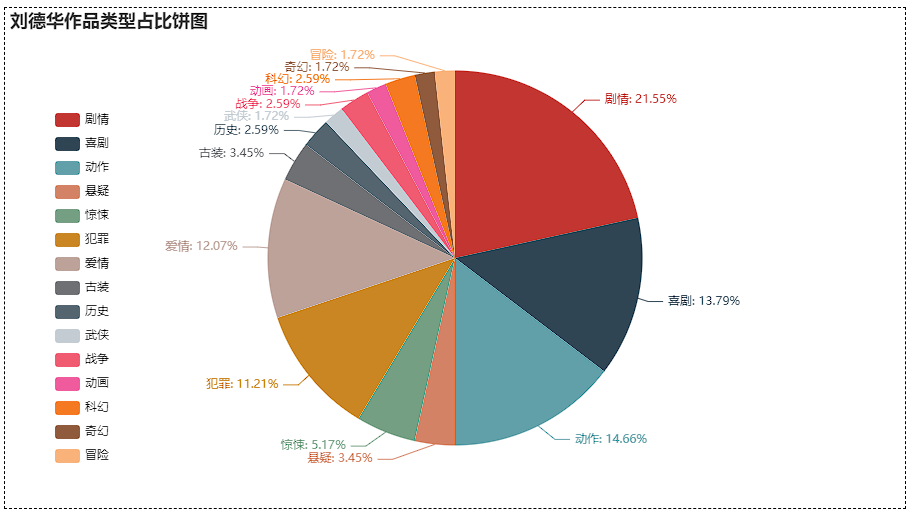 刘德华作品类型占比饼图
冒险: 1.72%
奇幻: 1.72%
科幻: 2.59%
动画: 1.72%
战争: 2.59%
武侠: 1.72%
历史: 2.59%
古装: 3.45%
爱情: 12.07%
犯罪: 11.21%
惊悚: 5.17%
悬疑: 3.45%
剧情: 21.55%
喜剧: 13.79%
动作: 14.66%
剧情
喜剧
动作
悬疑
惊悚
犯罪
爱情
古装
历史
武侠
战争
动画
科幻
奇幻
冒险